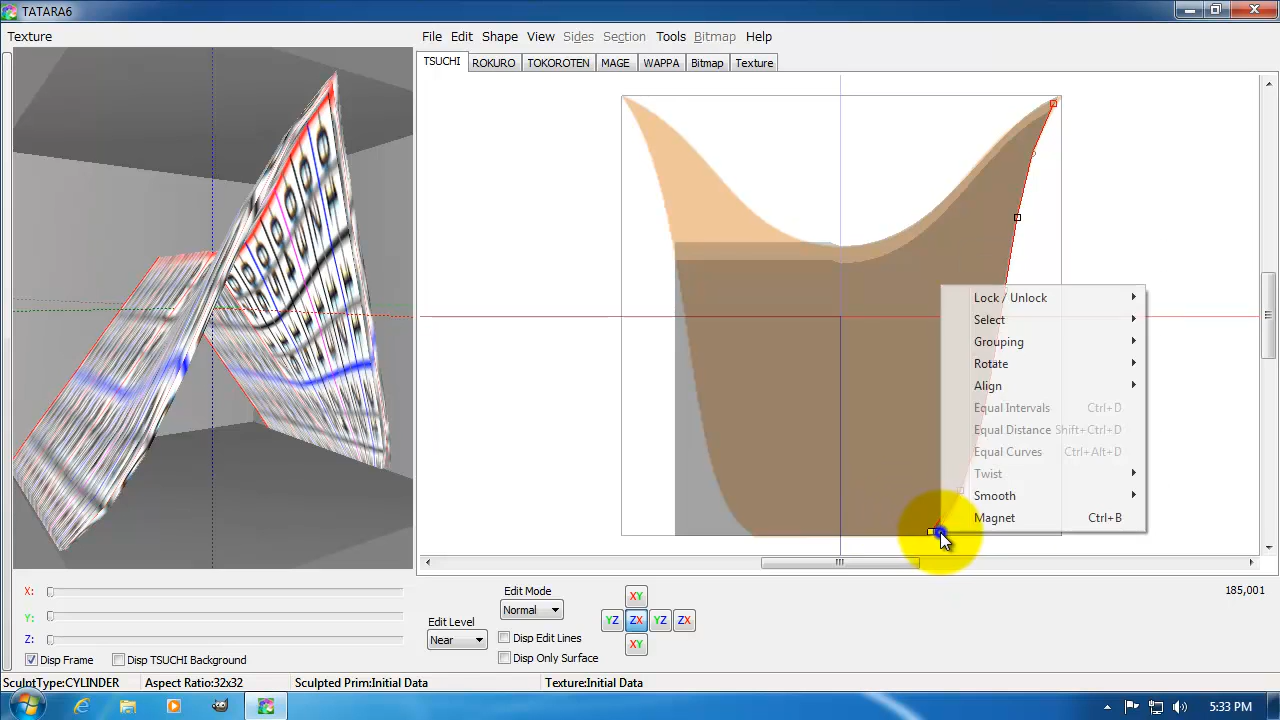 TATARA6
Texture
File Edit Shape View Sides Section Tools Bitmap Help
TSUCHI ROKURO TOKOROTEN MAGE WAPPA Bitmap Texture
Lock / Unlock
Select
Grouping
Rotate
Align
Equal Intervals Ctrl+D
Equal Distance Shift+Ctrl+D
Equal Curves Ctrl+Alt+D
Twist
Smooth
Magnet Ctrl+B
X:
Y:
Z:
Disp Frame Disp TSUCHI Background
Edit Level
Near
Edit Mode
Normal
Disp Edit Lines
Disp Only Surface
XY
YZ ZX YZ ZX
XY
185,001
SculptType:CYLINDER Aspect Ratio:32x32 Sculpted Prim:Initial Data Texture:Initial Data
5:33 PM